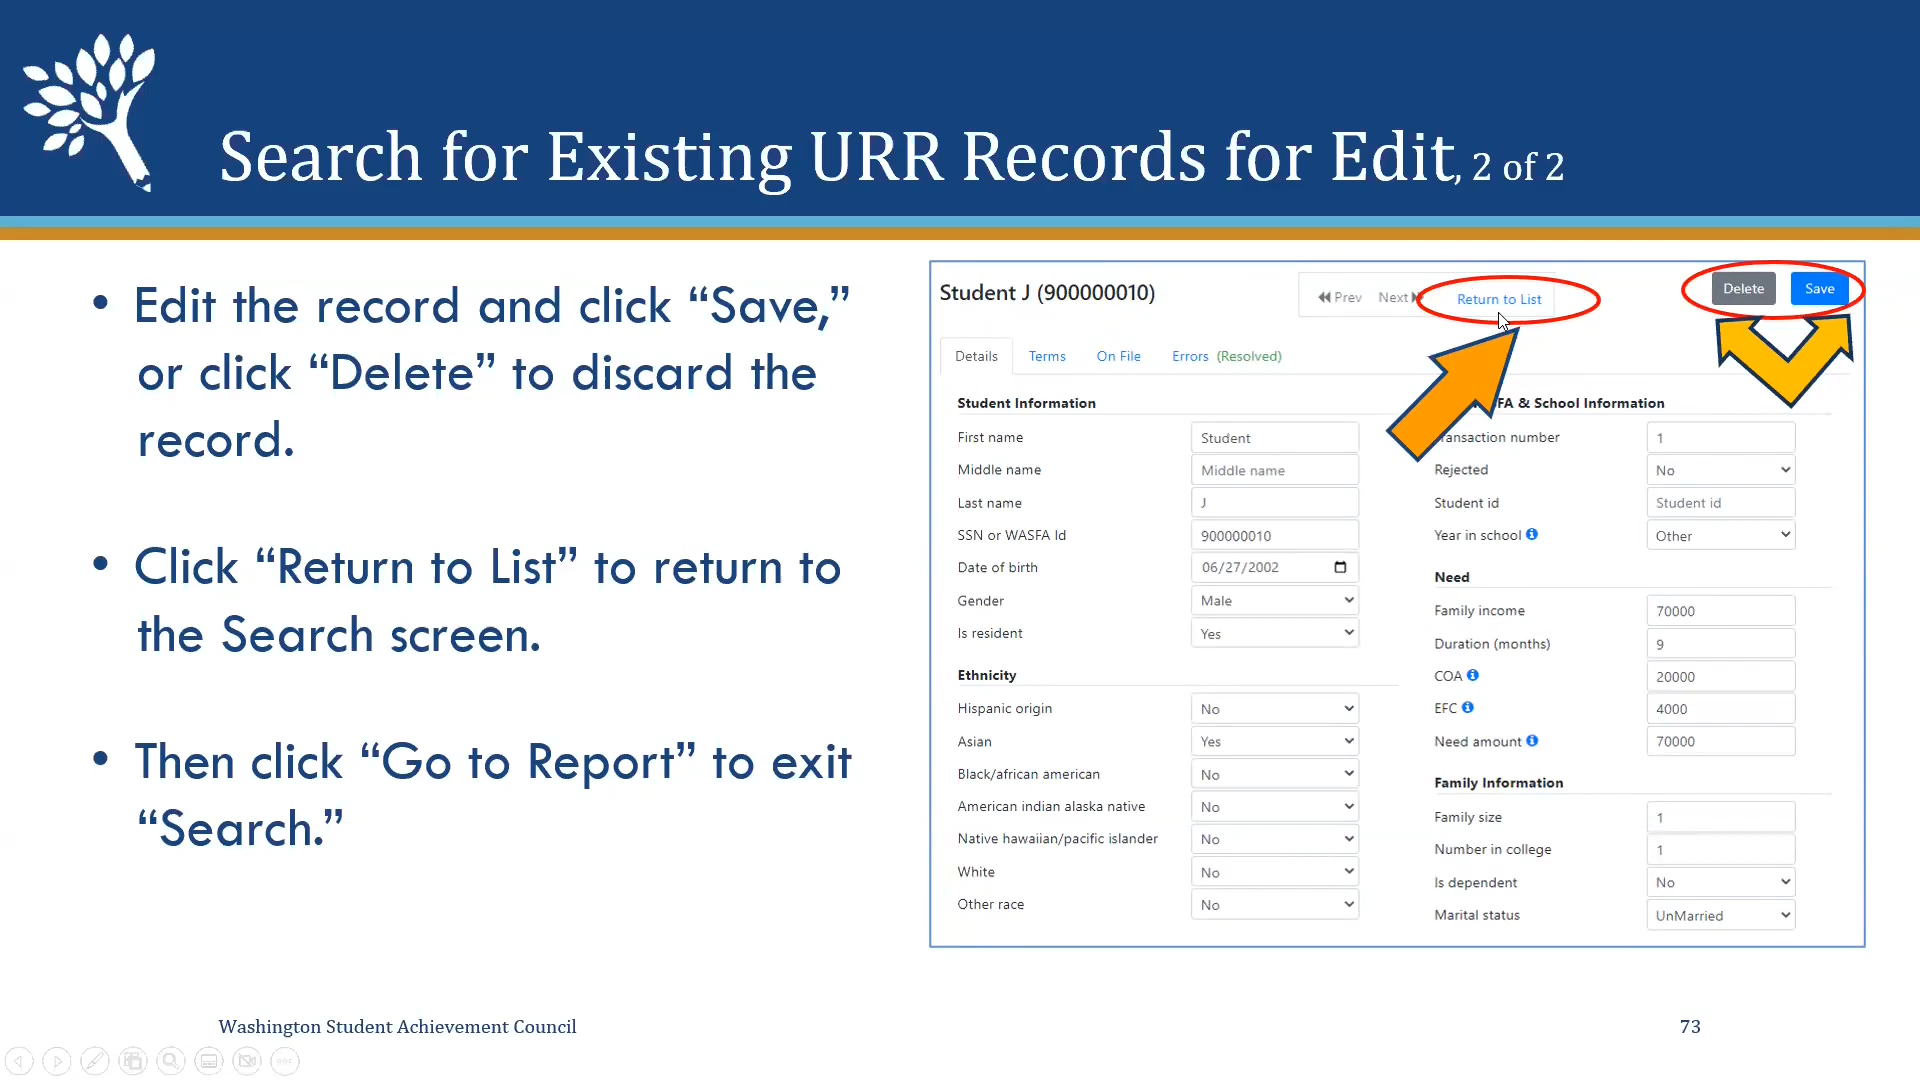 Search for Existing URR Records for Edit, 2 of 2
• Edit the record and click “Save,”
or click “Delete” to discard the
record.
• Click “Return to List” to return to
the Search screen.
• Then click “Go to Report” to exit
“Search.”
Student J (900000010)
Prev Next Return to List
Delete Save
Details Terms On File Errors (Resolved)
Student Information
First name Student
Middle name Middle name
Last name J
SSN or WASFA Id 900000010
Date of birth 06/27/2002
Gender Male
Is resident Yes
Ethnicity
Hispanic origin No
Asian Yes
Black/african american No
American indian alaska native No
Native hawaiian/pacific islander No
White No
Other race No
FA & School Information
ransaction number 1
Rejected No
Student id Student id
Year in school Other
Need
Family income 70000
Duration (months) 9
COA 20000
EFC 4000
Need amount 70000
Family Information
Family size 1
Number in college 1
Is dependent No
Marital status UnMarried
Washington Student Achievement Council
73